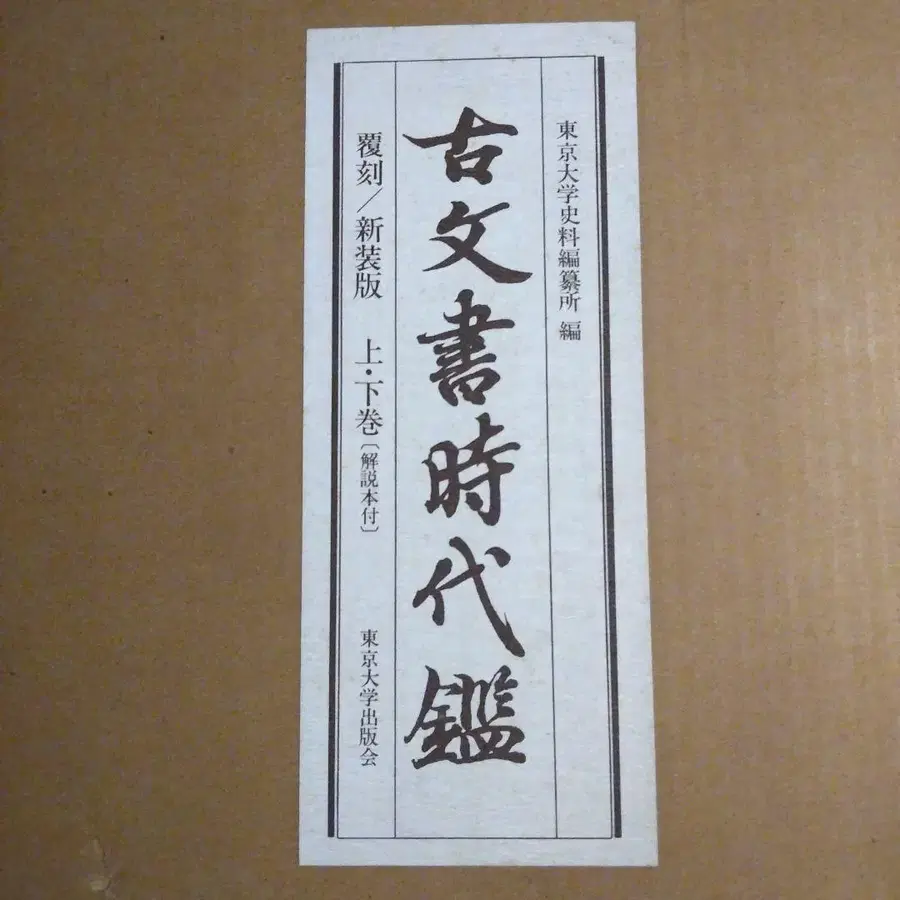 東京大学史料編纂所 編
古文書時代鑑
覆刻／新装版 上・下巻〔解説本付〕
東京大学出版会